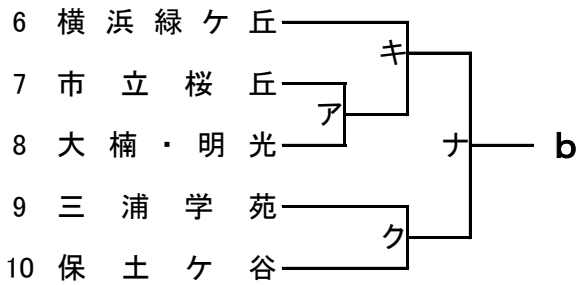 6 横浜緑ケ丘
キ
7 市立桜丘
ア
8 大楠・明光
ナ b
9 三浦学苑
ク
10 保土ケ谷